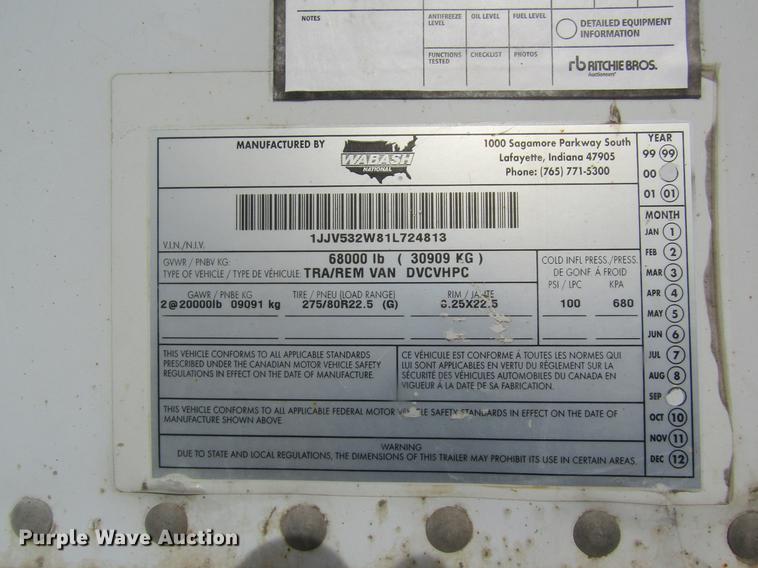 NOTES
ANTIFREEZE LEVEL
OIL LEVEL
FUEL LEVEL
DETAILED EQUIPMENT INFORMATION
FUNCTIONS TESTED
CHECKLIST
PHOTOS
rb RITCHIE BROS.
Auctioneers
MANUFACTURED BY
WABASH
NATIONAL
®
1000 Sagamore Parkway South
Lafayette, Indiana 47905
Phone: (765) 771-5300
YEAR
99 99
00
01 01
1JJV532W81L724813
V.I.N./N.I.V.
GVWR / PNBV KG: 68000 lb ( 30909 KG )
TYPE OF VEHICLE / TYPE DE VÉHICULE: TRA/REM VAN DVCVHPC
COLD INFL PRESS./PRESS.
DE GONF. Á FROID
PSI / LPC KPA
100 680
GAWR / PNBE KG TIRE / PNEU (LOAD RANGE) RIM / JANTE
2@20000lb 09091 kg 275/80R22.5 (G) .25X22.5
MONTH
JAN 1
FEB 2
MAR 3
APR 4
MAY 5
JUN 6
JUL 7
AUG 8
SEP
OCT 10
NOV 11
DEC 12
THIS VEHICLE CONFORMS TO ALL APPLICABLE STANDARDS
PRESCRIBED UNDER THE CANADIAN MOTOR VEHICLE SAFETY
REGULATIONS IN EFFECT ON THE DATE OF MANUFACTURE.
CE VÉHICULE EST CONFORME À TOUTES LES NORMES QUI
LUI SONT APPLICABLES EN VERTU DU RÈGLEMENT SUR LA
SÉCURITÉ DES VÉHICULES AUTOMOBILES DU CANADA EN
VIGUEUR À LA DATE DE SA FABRICATION.
THIS VEHICLE CONFORMS TO ALL APPLICABLE FEDERAL MOTOR VEHICLE SAFETY STANDARDS IN EFFECT ON THE DATE OF
MANUFACTURE SHOWN ABOVE
WARNING
DUE TO STATE AND LOCAL REGULATIONS, THE DIMENSIONS OF THIS TRAILER MAY PROHIBIT ITS USE IN CERTAIN AREAS.
Purple Wave Auction